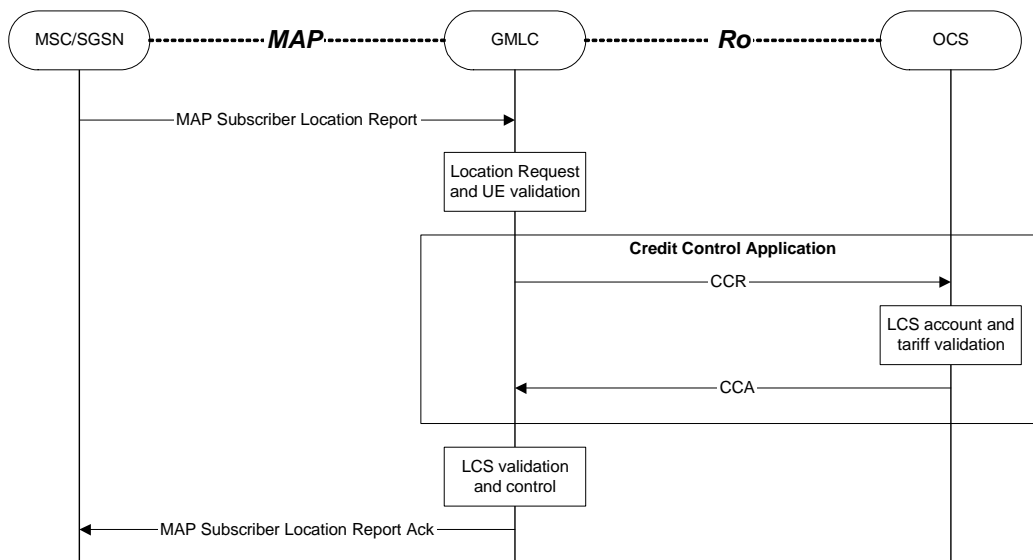 MSC/SGSN MAP GMLC Ro OCS
MAP Subscriber Location Report
Location Request
and UE validation
Credit Control Application
CCR
LCS account and
tariff validation
CCA
LCS validation
and control
MAP Subscriber Location Report Ack